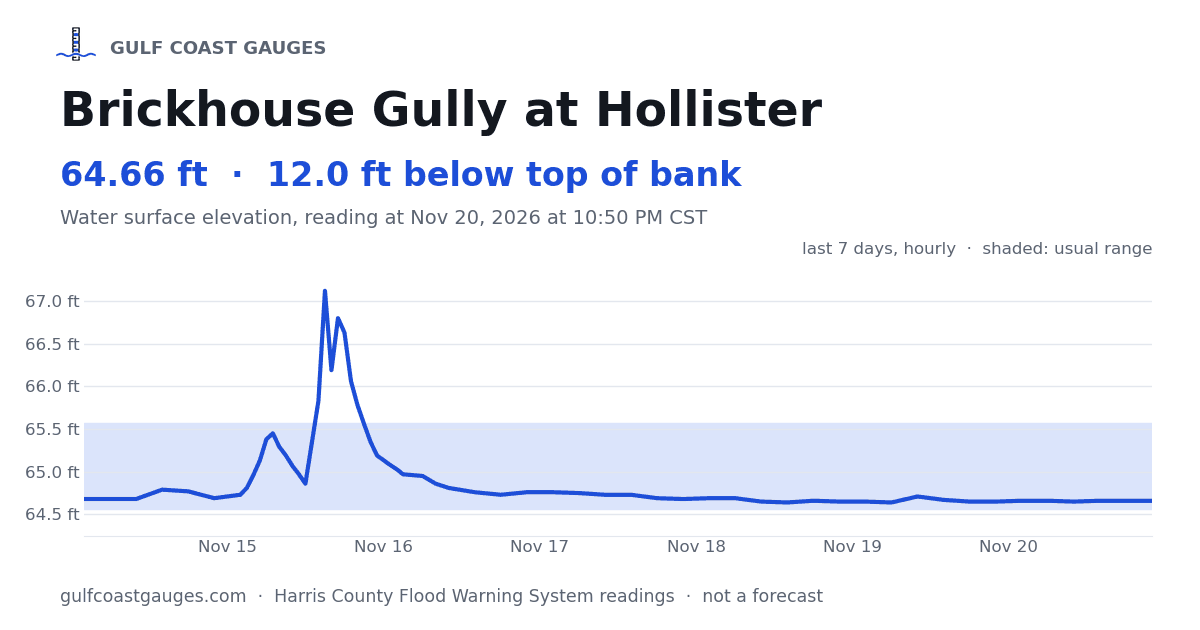 GULF COAST GAUGES
Brickhouse Gully at Hollister
64.66 ft · 12.0 ft below top of bank
Water surface elevation, reading at Nov 20, 2026 at 10:50 PM CST
last 7 days, hourly · shaded: usual range
67.0 ft
66.5 ft
66.0 ft
65.5 ft
65.0 ft
64.5 ft
Nov 15 Nov 16 Nov 17 Nov 18 Nov 19 Nov 20
gulfcoastgauges.com · Harris County Flood Warning System readings · not a forecast